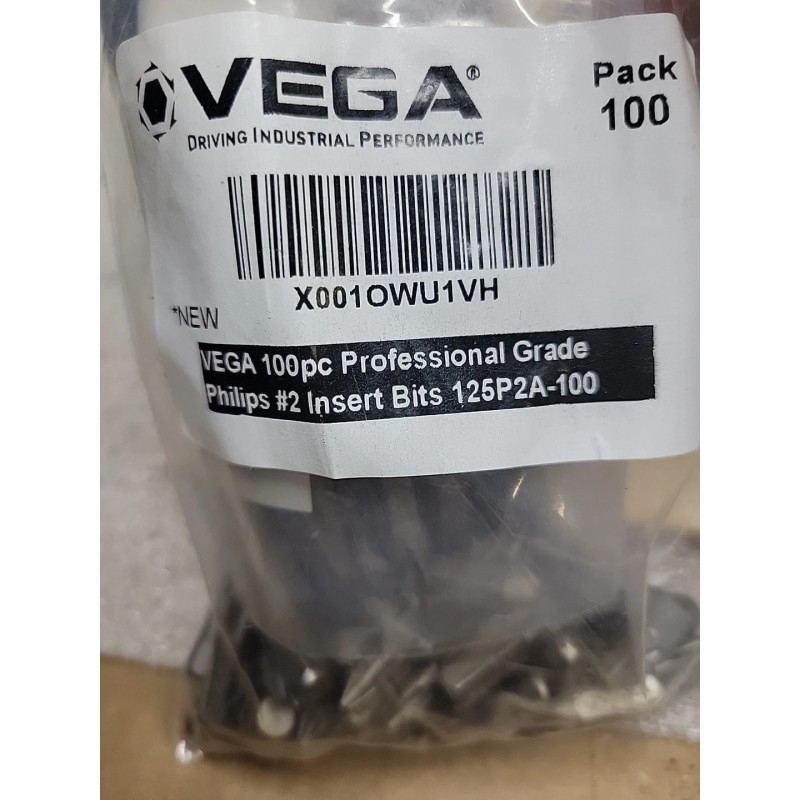 VEGA®
DRIVING INDUSTRIAL PERFORMANCE
Pack
100
X001OWU1VH
*NEW
VEGA 100pc Professional Grade
Philips #2 Insert Bits 125P2A-100